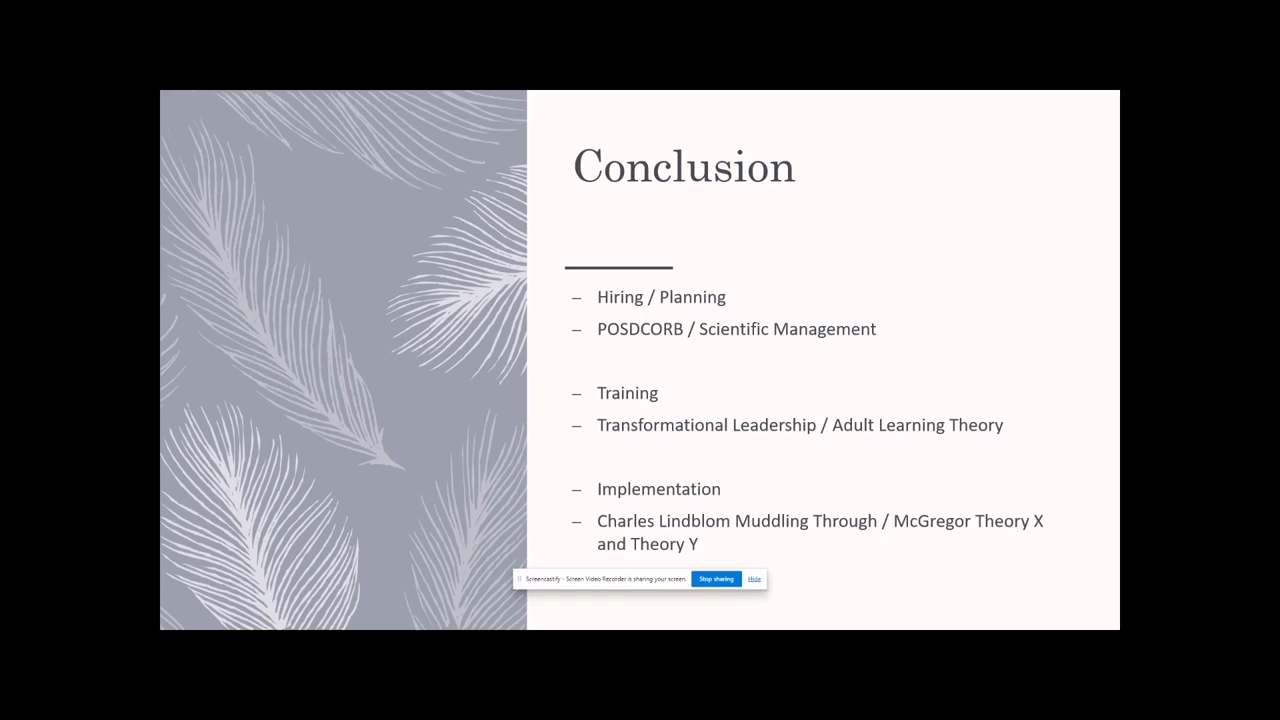 Conclusion
– Hiring / Planning
– POSDCORB / Scientific Management
– Training
– Transformational Leadership / Adult Learning Theory
– Implementation
– Charles Lindblom Muddling Through / McGregor Theory X
and Theory Y
Screencastify - Screen Video Recorder is sharing your screen. Stop sharing Hide